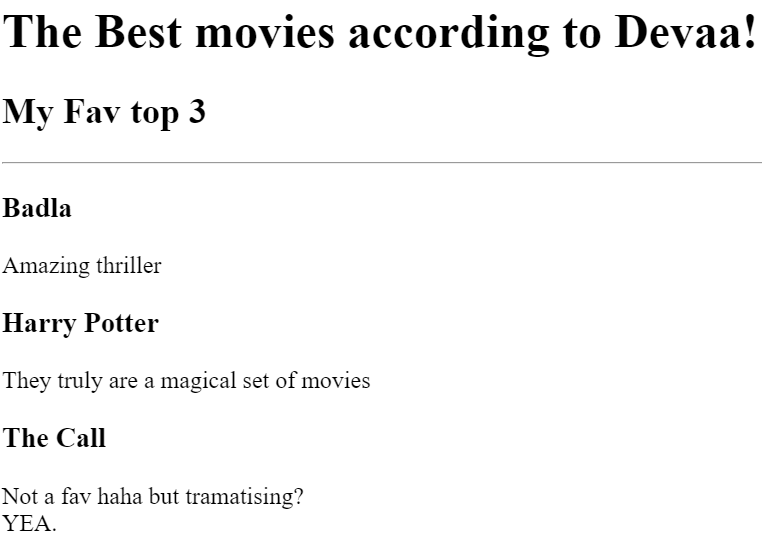 The Best movies according to Devaa!
My Fav top 3
Badla
Amazing thriller
Harry Potter
They truly are a magical set of movies
The Call
Not a fav haha but tramatising?
YEA.